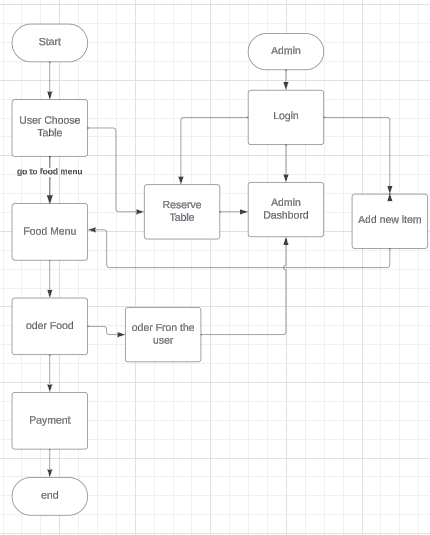 Start
Admin
User Choose
Table
Login
go to food menu
Reserve
Table
Admin
Dashbord
Add new item
Food Menu
oder Food
oder Fron the
user
Payment
end